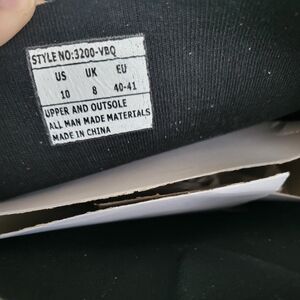 STYLE NO:3200-VBQ
US UK EU
10 8 40-41
UPPER AND OUTSOLE
ALL MAN MADE MATERIALS
MADE IN CHINA